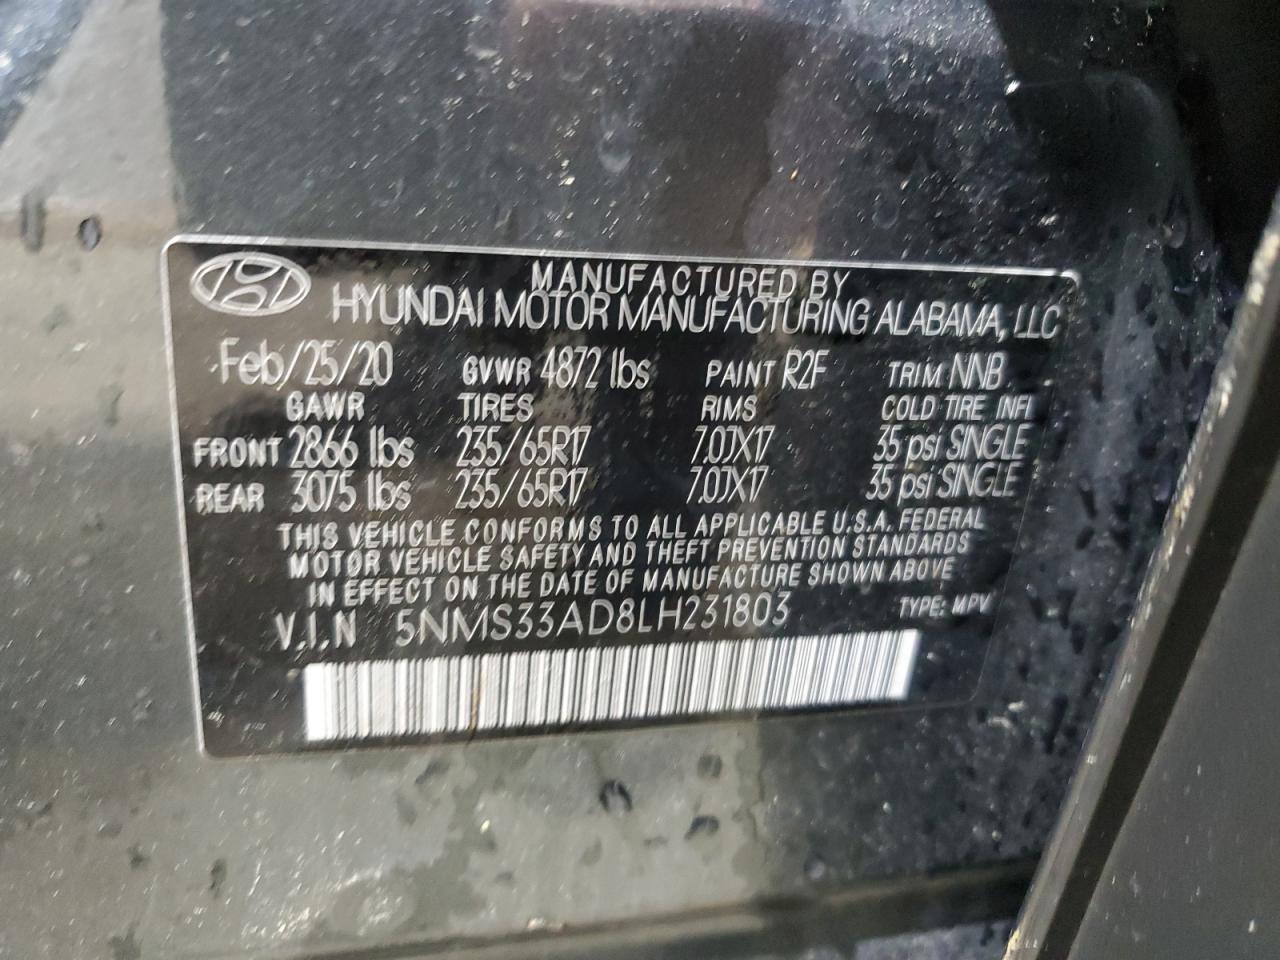 MANUFACTURED BY
HYUNDAI MOTOR MANUFACTURING ALABAMA, LLC
Feb/25/20 GVWR 4872 lbs PAINT R2F TRIM NNB
GAWR TIRES RIMS COLD TIRE INFL
FRONT 2866 lbs 235/65R17 7.0JX17 35 psi SINGLE
REAR 3075 lbs 235/65R17 7.0JX17 35 psi SINGLE
THIS VEHICLE CONFORMS TO ALL APPLICABLE U.S.A. FEDERAL
MOTOR VEHICLE SAFETY AND THEFT PREVENTION STANDARDS
IN EFFECT ON THE DATE OF MANUFACTURE SHOWN ABOVE
V.I.N 5NMS33AD8LH231803 TYPE: MPV